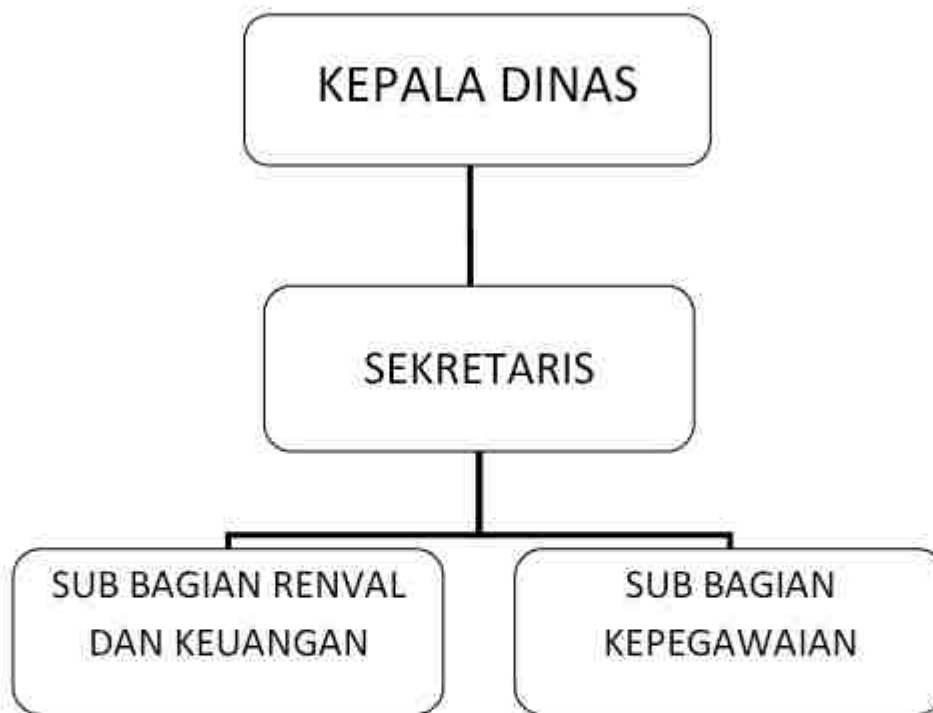 KEPALA DINAS
SEKRETARIS
SUB BAGIAN RENVAL
DAN KEUANGAN
SUB BAGIAN
KEPEGAWAIAN